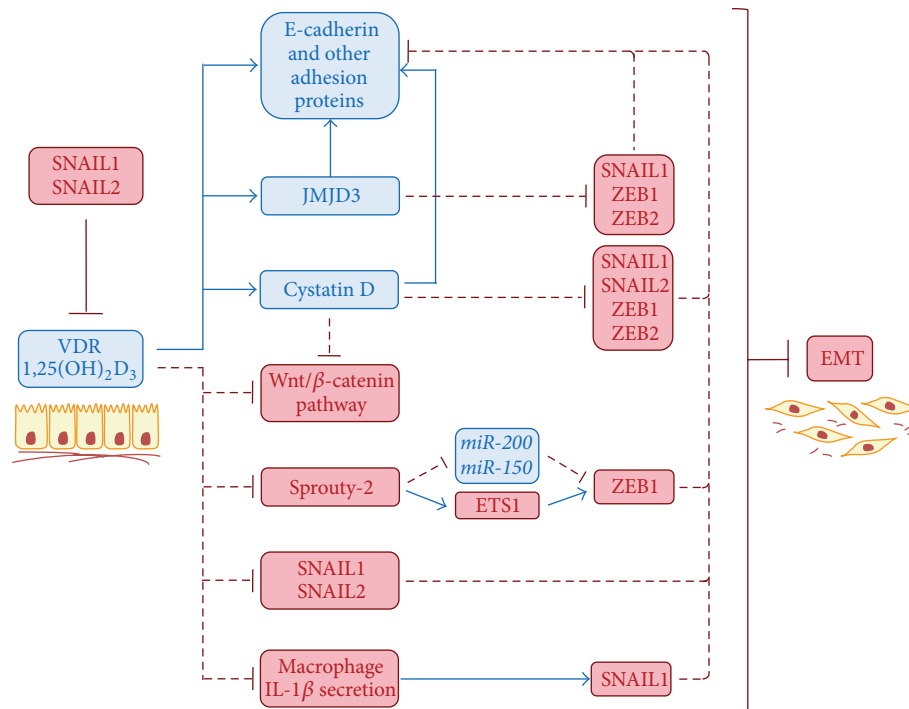 E-cadherin
and other
adhesion
proteins
SNAIL1
SNAIL2
JMJD3
SNAIL1
ZEB1
ZEB2
Cystatin D
SNAIL1
SNAIL2
ZEB1
ZEB2
VDR
1,25(OH)₂D₃
EMT
Wnt/β-catenin
pathway
miR-200
miR-150
Sprouty-2
ETS1
ZEB1
SNAIL1
SNAIL2
Macrophage
IL-1β secretion
SNAIL1